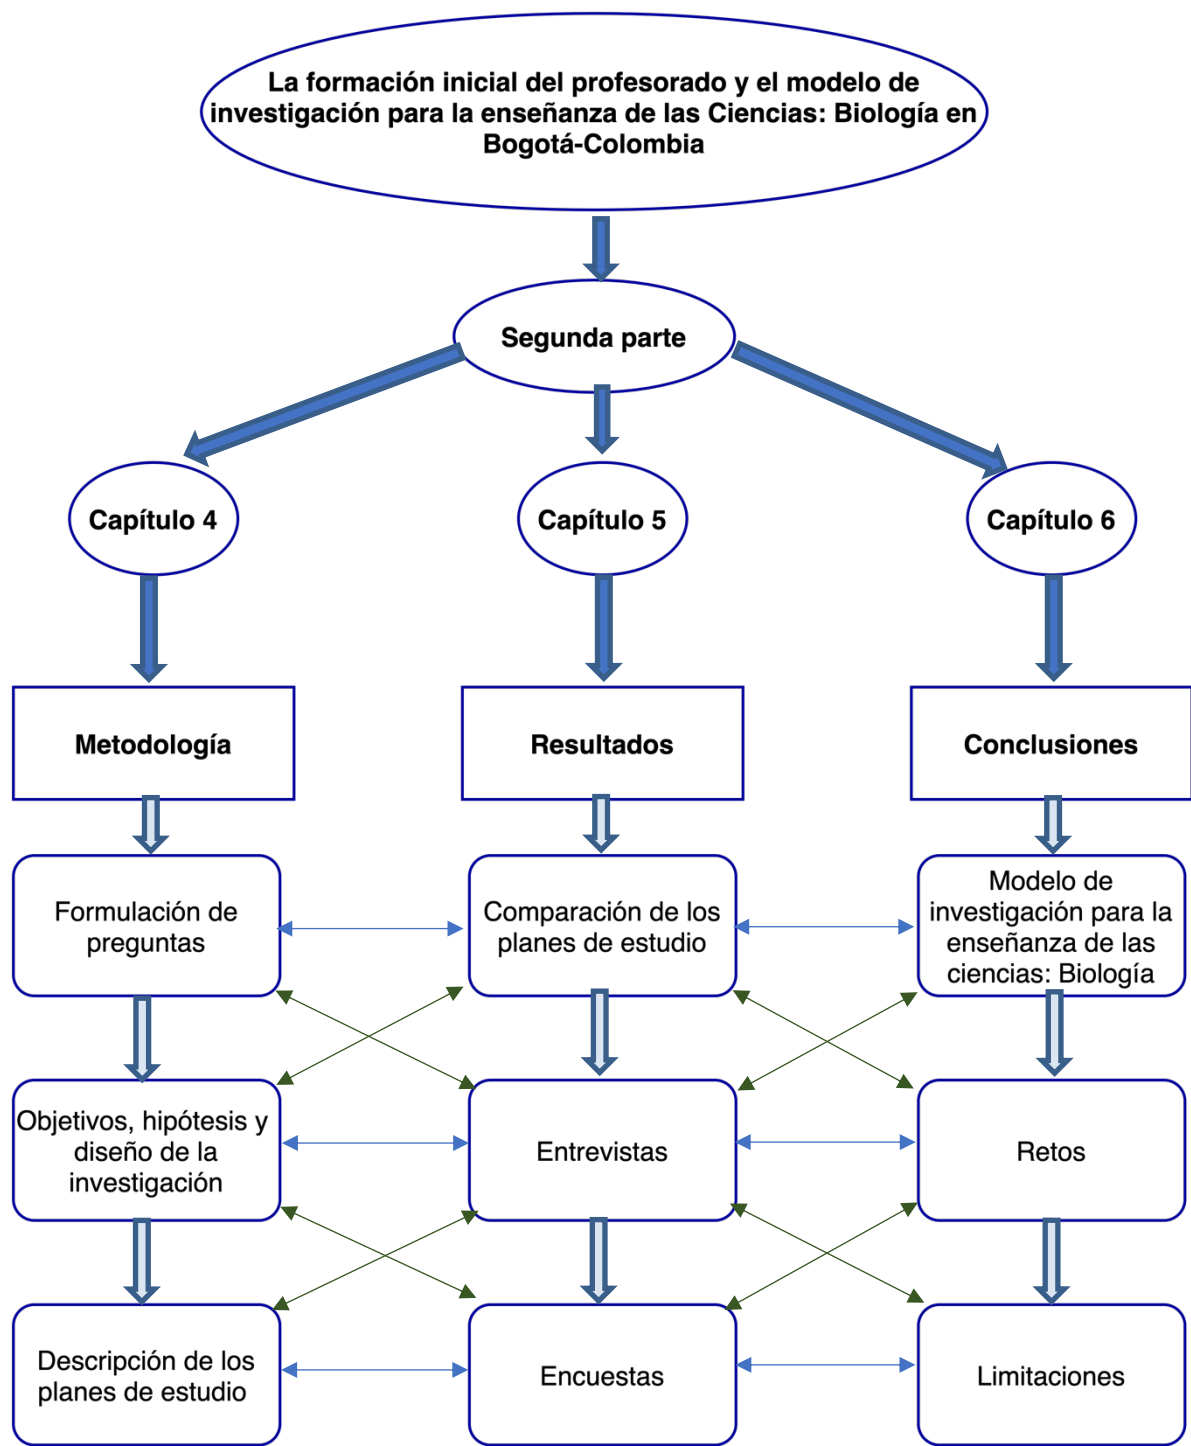 La formación inicial del profesorado y el modelo de
investigación para la enseñanza de las Ciencias: Biología en
Bogotá-Colombia
Segunda parte
Capítulo 4
Capítulo 5
Capítulo 6
Metodología
Resultados
Conclusiones
Formulación de
preguntas
Comparación de los
planes de estudio
Modelo de
investigación para la
enseñanza de las
ciencias: Biología
Objetivos, hipótesis y
diseño de la
investigación
Entrevistas
Retos
Descripción de los
planes de estudio
Encuestas
Limitaciones